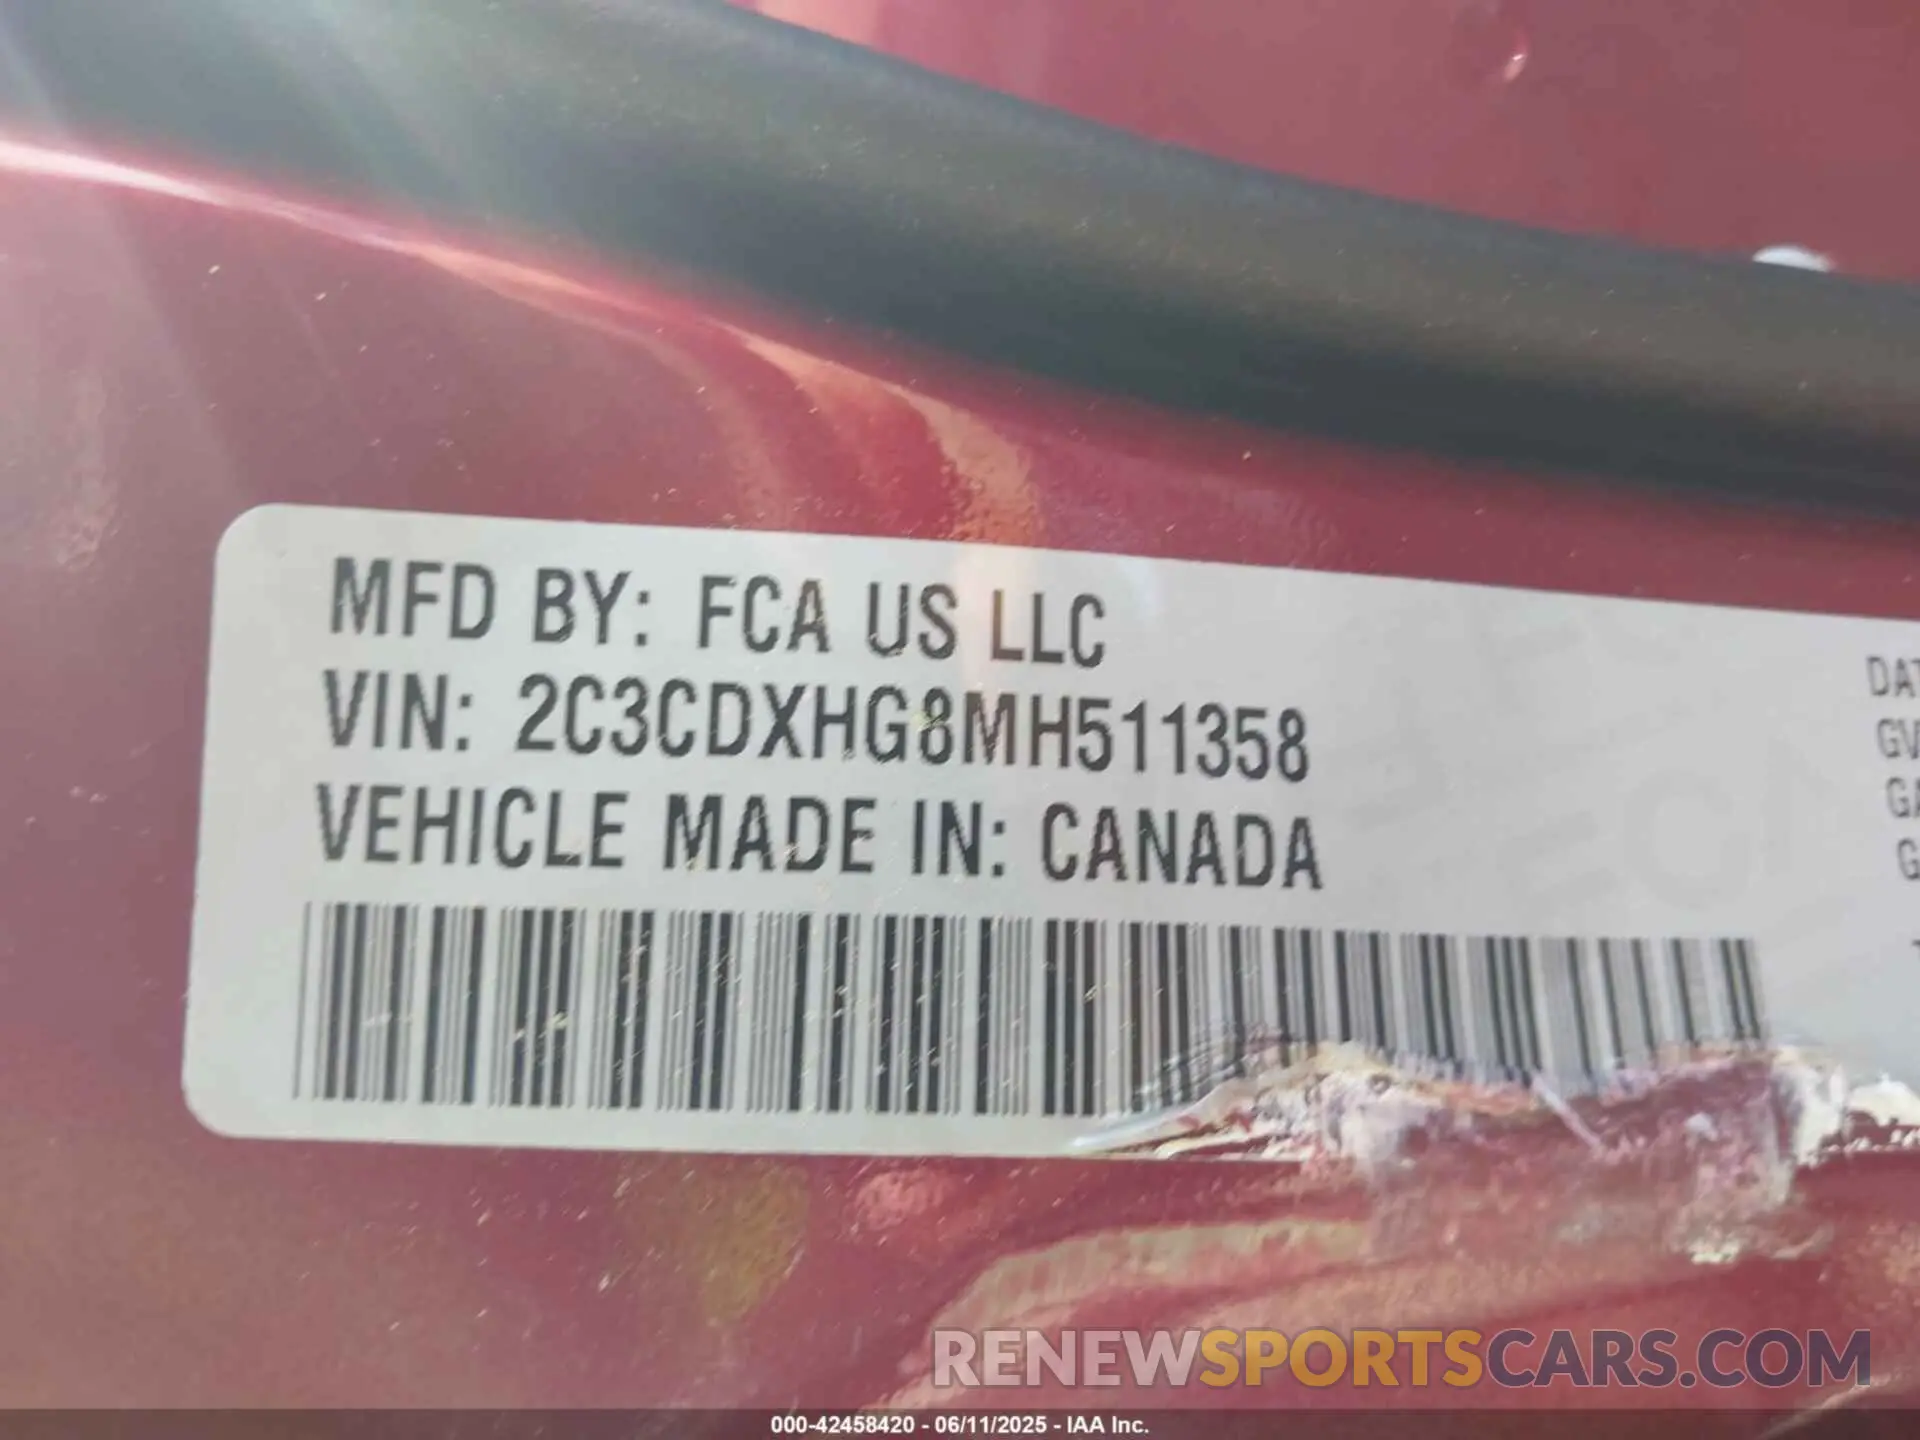 MFD BY: FCA US LLC
VIN: 2C3CDXHG8MH511358
VEHICLE MADE IN: CANADA
RENEWSPORTSCARS.COM
000-42458420 - 06/11/2025 - IAA Inc.